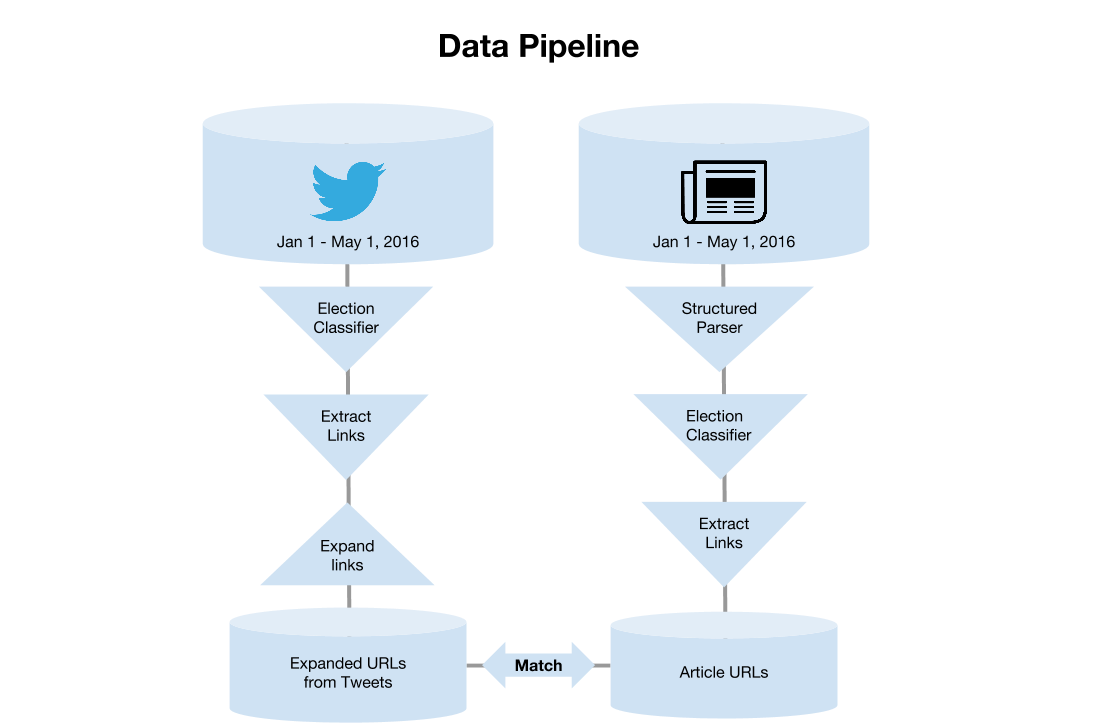 Data Pipeline
Jan 1 - May 1, 2016
Election
Classifier
Extract
Links
Expand
links
Expanded URLs
from Tweets
Match
Jan 1 - May 1, 2016
Structured
Parser
Election
Classifier
Extract
Links
Article URLs